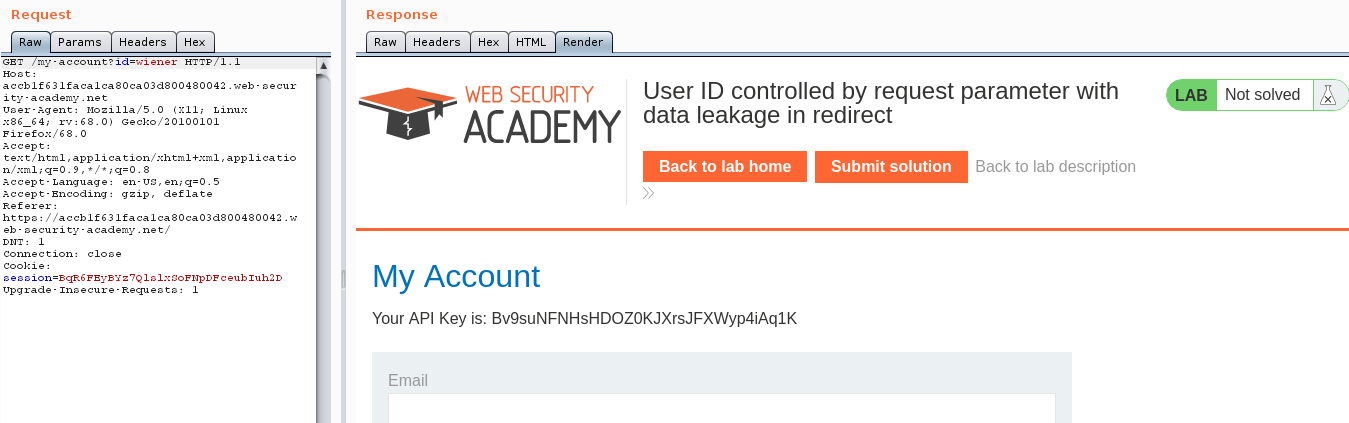 Request
Raw Params Headers Hex
GET /my-account?id=wiener HTTP/1.1
Host:
accb1f631faca1ca80ca03d800480042.web-secur
ity-academy.net
User-Agent: Mozilla/5.0 (X11; Linux
x86_64; rv:68.0) Gecko/20100101
Firefox/68.0
Accept:
text/html,application/xhtml+xml,applicatio
n/xml;q=0.9,*/*;q=0.8
Accept-Language: en-US,en;q=0.5
Accept-Encoding: gzip, deflate
Referer:
https://accb1f631faca1ca80ca03d800480042.w
eb-security-academy.net/
DNT: 1
Connection: close
Cookie:
session=BqR6FEyBYz7QlslxSoFNpDFceubIuh2D
Upgrade-Insecure-Requests: 1
Response
Raw Headers Hex HTML Render
WEB SECURITY
ACADEMY
User ID controlled by request parameter with
data leakage in redirect
LAB Not solved
Back to lab home Submit solution Back to lab description
My Account
Your API Key is: Bv9suNFNHsHDOZ0KJXrsJFXWyp4iAq1K
Email